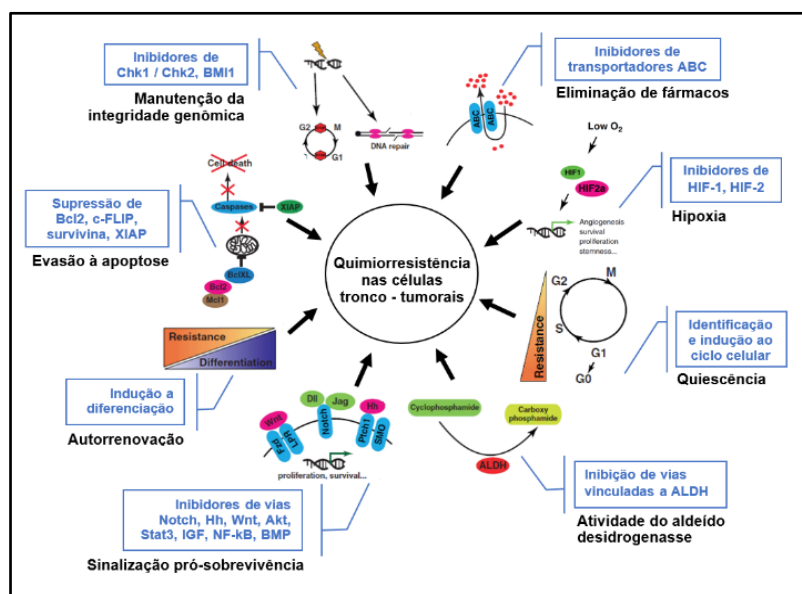 Inibidores de
Chk1 / Chk2, BMI1
Manutenção da
integridade genômica
G2
M
G1
DNA repair
ABC
ABC
Inibidores de
transportadores ABC
Eliminação de fármacos
Low O2
HIF1
HIF2a
Angiogenesis
survival
proliferation
stemness...
Inibidores de
HIF-1, HIF-2
Hipoxia
Cell death
Caspases
XIAP
BclXL
Bcl2
Mcl1
Supressão de
Bcl2, c-FLIP,
survivina, XIAP
Evasão à apoptose
Quimiorresistência
nas células
tronco - tumorais
Resistance
G2
M
S
G1
G0
Identificação
e indução ao
ciclo celular
Quiescência
Resistance
Differentiation
Indução a
diferenciação
Autorrenovação
Wnt
Fzd
LPR
Dll
Jag
Notch
Hh
Ptch1
SMO
proliferation, survival...
Inibidores de vias
Notch, Hh, Wnt, Akt,
Stat3, IGF, NF-kB, BMP
Sinalização pró-sobrevivência
Cyclophosphamide
Carboxy
phosphamide
ALDH
Inibição de vias
vinculadas a ALDH
Atividade do aldeído
desidrogenasse